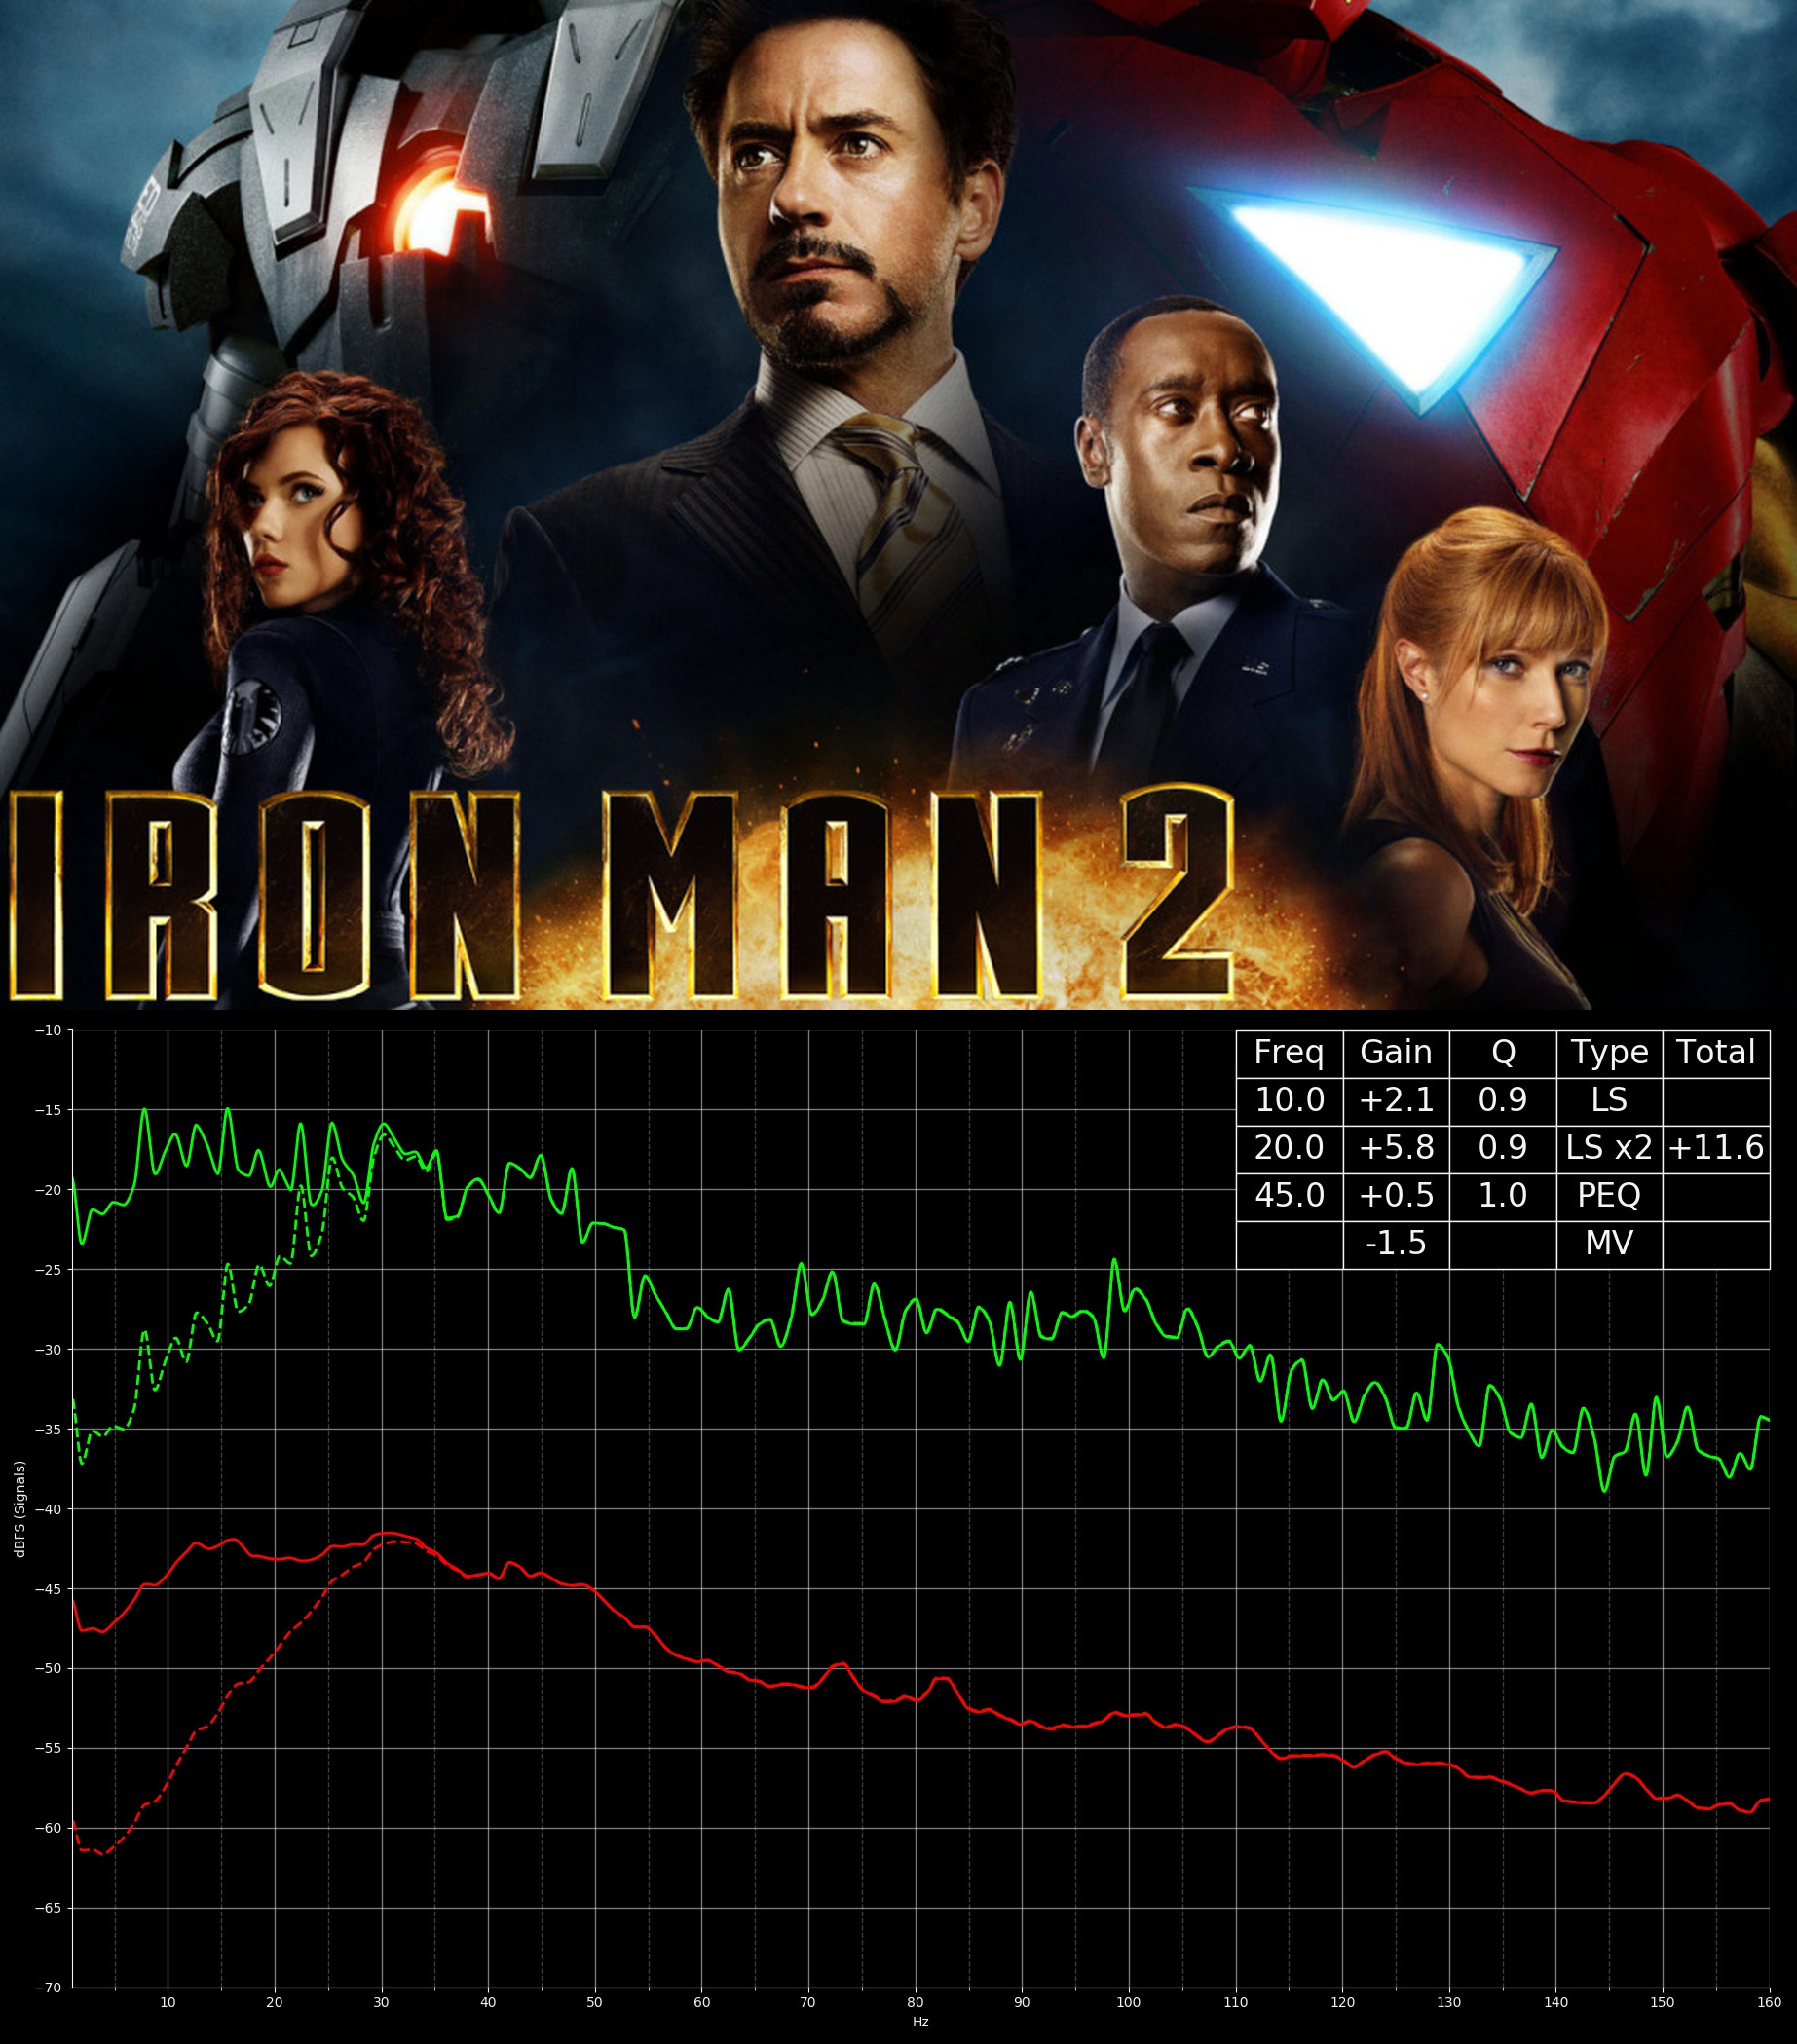 IRON MAN 2
Freq Gain Q Type Total
10.0 +2.1 0.9 LS
20.0 +5.8 0.9 LS x2 +11.6
45.0 +0.5 1.0 PEQ
-1.5 MV
−10
−15
−20
−25
−30
−35
−40
−45
−50
−55
−60
−65
−70
dBFS (Signals)
10 20 30 40 50 60 70 80 90 100 110 120 130 140 150 160
Hz